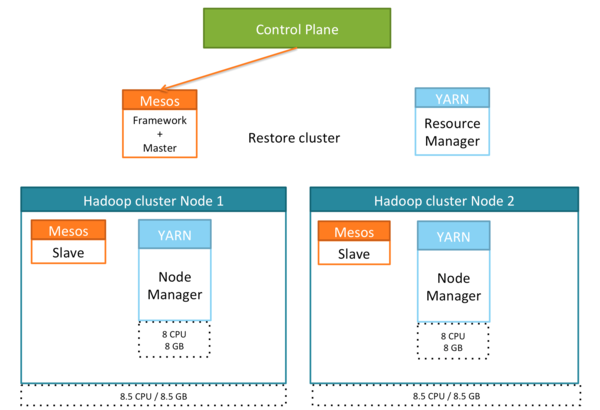 Control Plane
Mesos
Framework
+
Master
Restore cluster
YARN
Resource
Manager
Hadoop cluster Node 1
Mesos
Slave
YARN
Node
Manager
8 CPU
8 GB
8.5 CPU / 8.5 GB
Hadoop cluster Node 2
Mesos
Slave
YARN
Node
Manager
8 CPU
8 GB
8.5 CPU / 8.5 GB